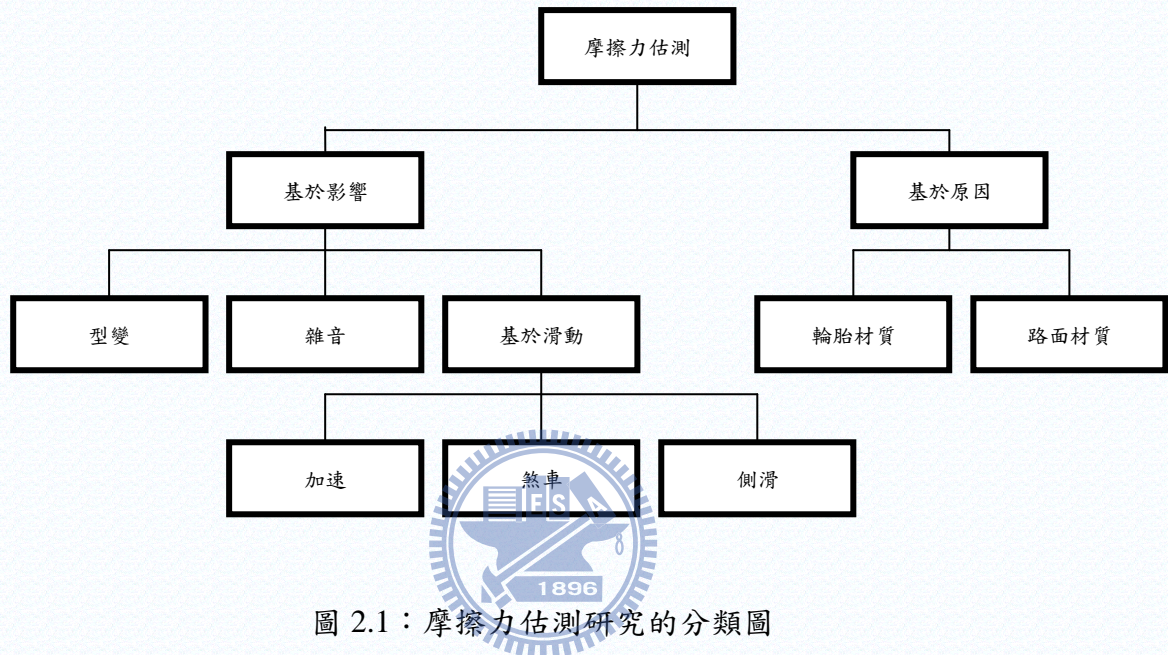 摩擦力估測
基於影響
基於原因
型變
雜音
基於滑動
輪胎材質
路面材質
加速
煞車
側滑
E S A
1896
圖 2.1：摩擦力估測研究的分類圖